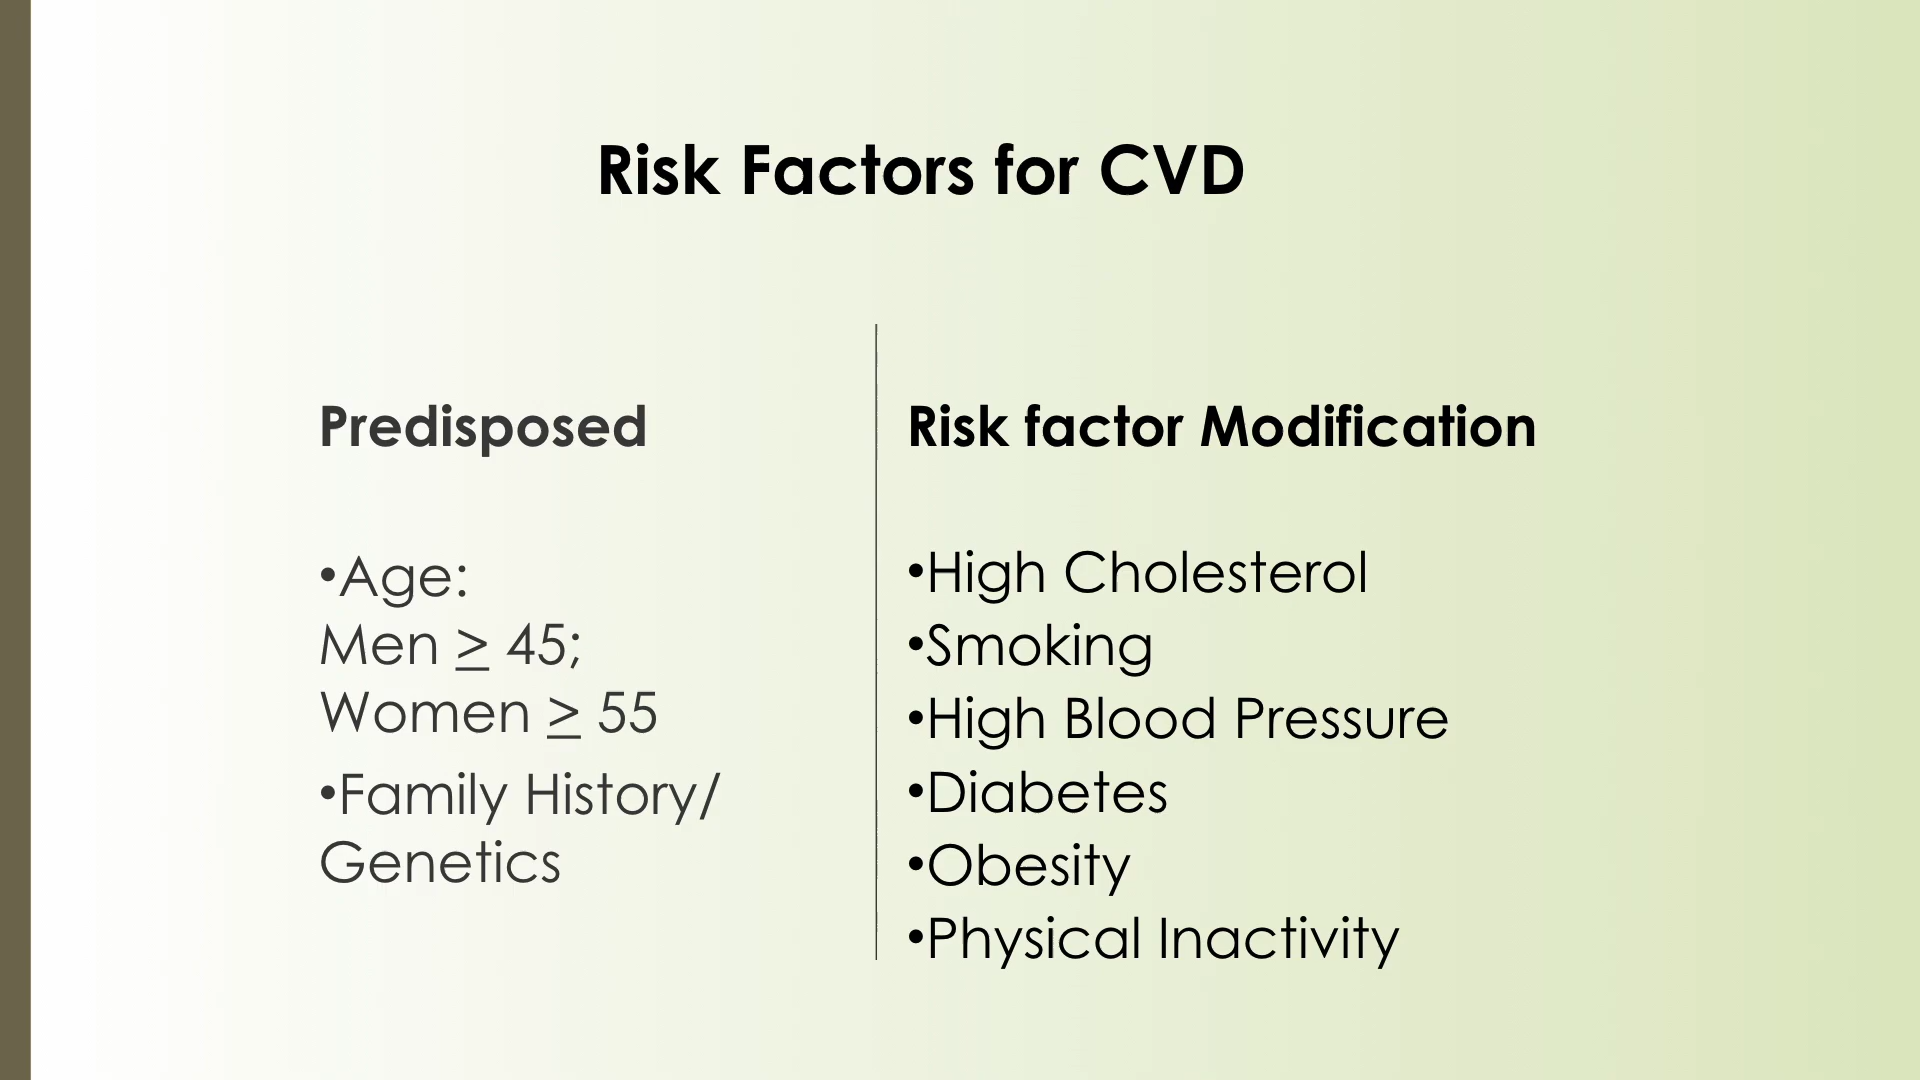 Risk Factors for CVD
Predisposed
•Age:
Men ≥ 45;
Women ≥ 55
•Family History/
Genetics
Risk factor Modification
•High Cholesterol
•Smoking
•High Blood Pressure
•Diabetes
•Obesity
•Physical Inactivity